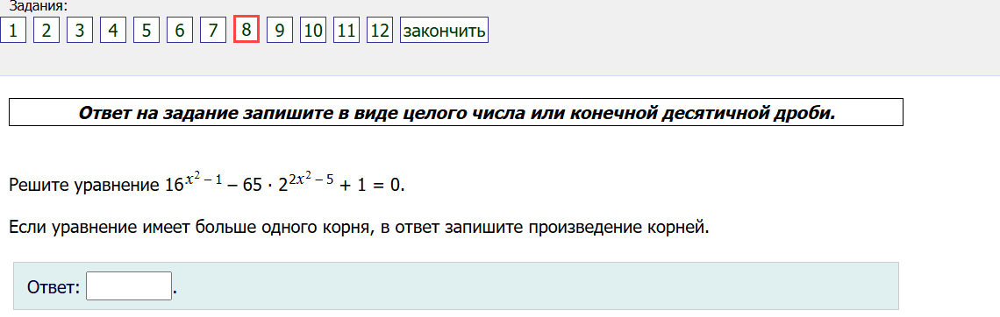 Задания:
1 2 3 4 5 6 7 8 9 10 11 12 закончить
Ответ на задание запишите в виде целого числа или конечной десятичной дроби.
Решите уравнение 16^{x^2 – 1} – 65 · 2^{2x^2 – 5} + 1 = 0.
Если уравнение имеет больше одного корня, в ответ запишите произведение корней.
Ответ: .